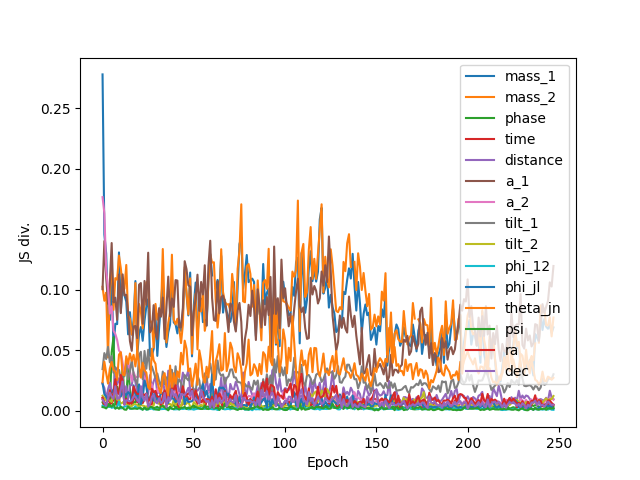 JS div.
0.25
0.20
0.15
0.10
0.05
0.00
0
50
100
150
200
250
Epoch
mass_1
mass_2
phase
time
distance
a_1
a_2
tilt_1
tilt_2
phi_12
phi_jl
theta_jn
psi
ra
dec